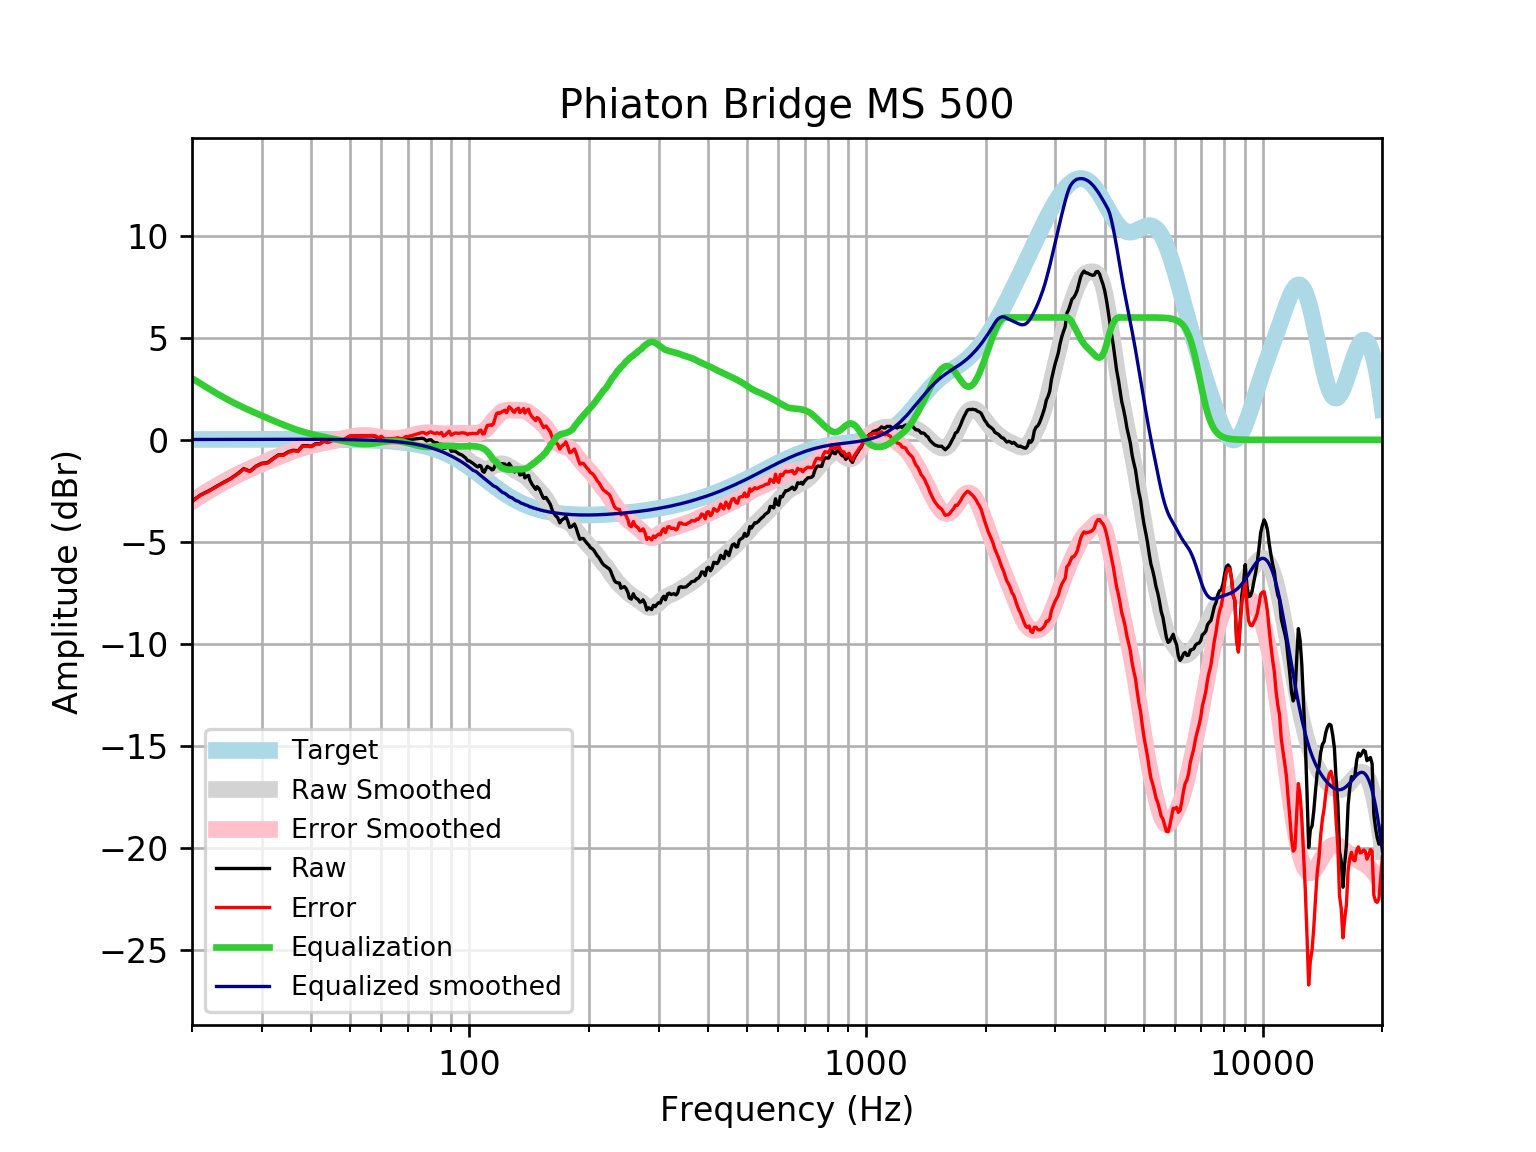 Phiaton Bridge MS 500
Amplitude (dBr)
10
5
0
−5
−10
−15
−20
−25
Target
Raw Smoothed
Error Smoothed
Raw
Error
Equalization
Equalized smoothed
100 1000 10000
Frequency (Hz)